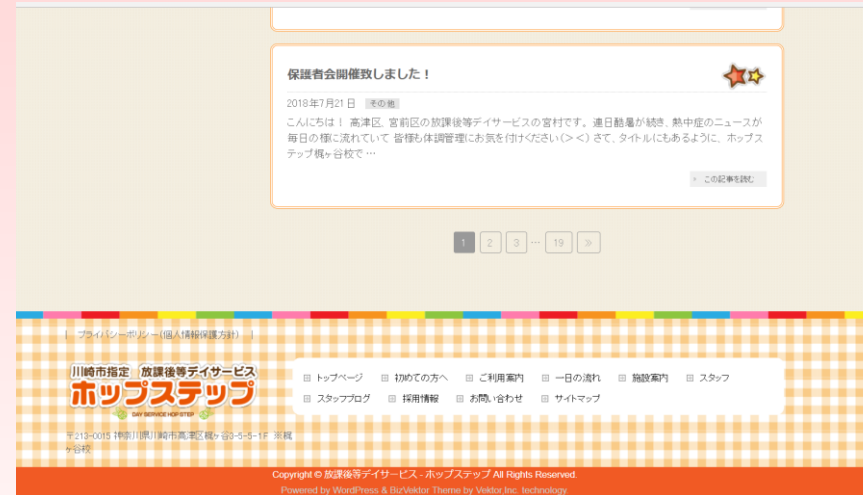 保護者会開催致しました！
2018年7月21日 その他
こんにちは！ 高津区、宮前区の放課後等デイサービスの宮村です。 連日酷暑が続き、熱中症のニュースが
毎日の様に流れていて 皆様も体調管理にお気を付けください（＞＜） さて、タイトルにもあるように、ホップス
テップ梶ヶ谷校で …
この記事を読む
1 2 3 … 19 »
| プライバシーポリシー（個人情報保護方針） |
川崎市指定 放課後等デイサービス
ホップステップ
DAY SERVICE HOP STEP
トップページ 初めての方へ ご利用案内 一日の流れ 施設案内 スタッフ
スタッフブログ 採用情報 お問い合わせ サイトマップ
〒213-0015 神奈川県川崎市高津区梶ヶ谷3-5-5-1F ※梶
ヶ谷校
Copyright © 放課後等デイサービス - ホップステップ All Rights Reserved.
Powered by WordPress & BizVektor Theme by Vektor,Inc. technology.